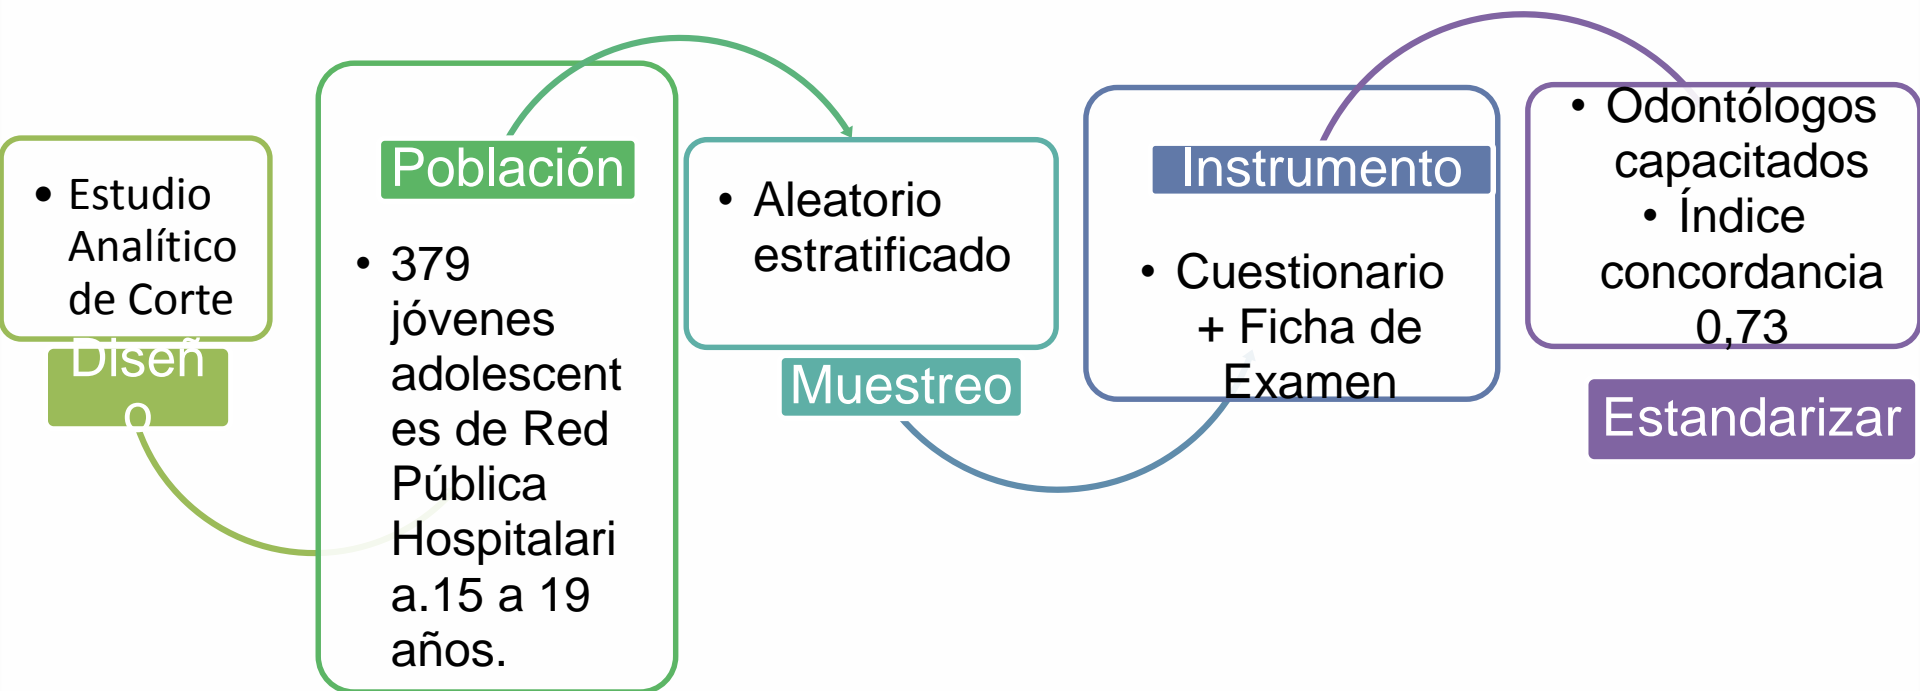 • Estudio
Analítico
de Corte
Diseñ
o
Población
• 379
jóvenes
adolescent
es de Red
Pública
Hospitalari
a.15 a 19
años.
• Aleatorio
estratificado
Muestreo
Instrumento
• Cuestionario
+ Ficha de
Examen
• Odontólogos
capacitados
• Índice
concordancia
0,73
Estandarizar